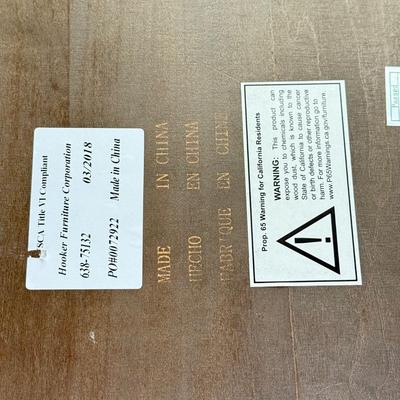 TSCA Title VI Compliant
Hooker Furniture Corporation
638-75132 03/2018
PO#0072922 Made in China
MADE IN CHINA
HECHO EN CHINA
FABRIQUE EN CHINE
Prop. 65 Warning for California Residents
WARNING: This product can
expose you to chemicals including
wood dust, which is known to the
State of California to cause cancer
or birth defects or other reproductive
harm. For more information go to
www.P65Warnings.ca.gov/furniture.
Passed